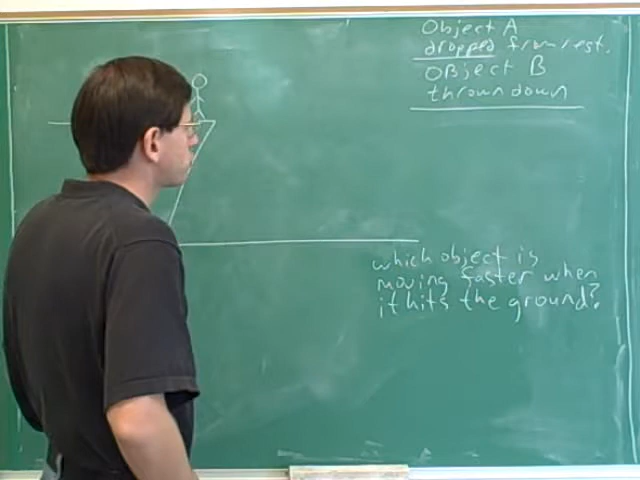 Object A
dropped from rest.
OBject B
thrown down
which object is
moving faster when
it hits the ground?